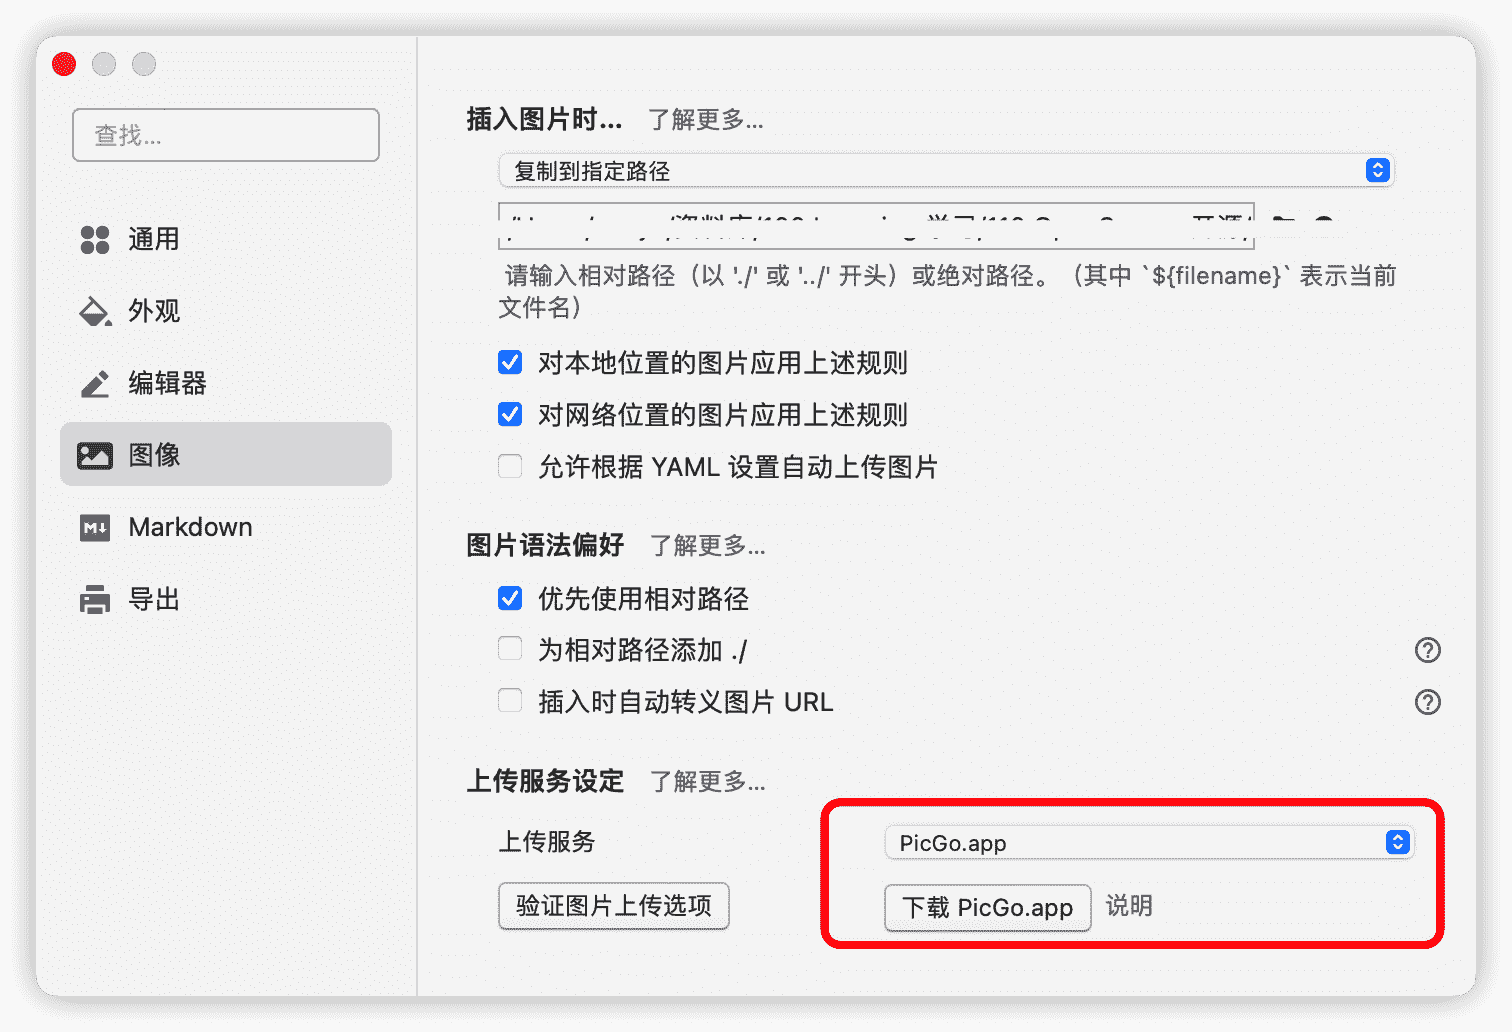 查找...
通用
外观
编辑器
图像
Markdown
导出
插入图片时... 了解更多...
复制到指定路径
请输入相对路径（以 './' 或 '../' 开头）或绝对路径。（其中 `${filename}` 表示当前
文件名）
对本地位置的图片应用上述规则
对网络位置的图片应用上述规则
允许根据 YAML 设置自动上传图片
图片语法偏好 了解更多...
优先使用相对路径
为相对路径添加 ./
插入时自动转义图片 URL
上传服务设定 了解更多...
上传服务 PicGo.app
验证图片上传选项 下载 PicGo.app 说明